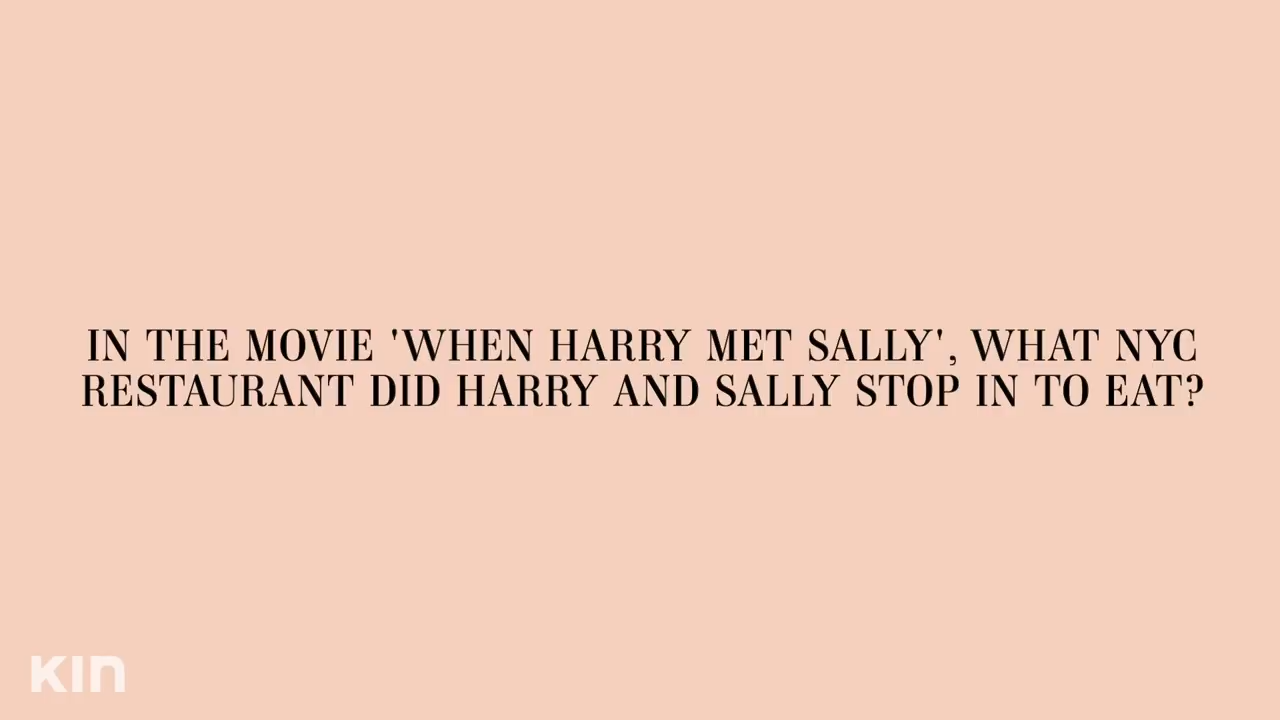 IN THE MOVIE 'WHEN HARRY MET SALLY', WHAT NYC
RESTAURANT DID HARRY AND SALLY STOP IN TO EAT?
KIN